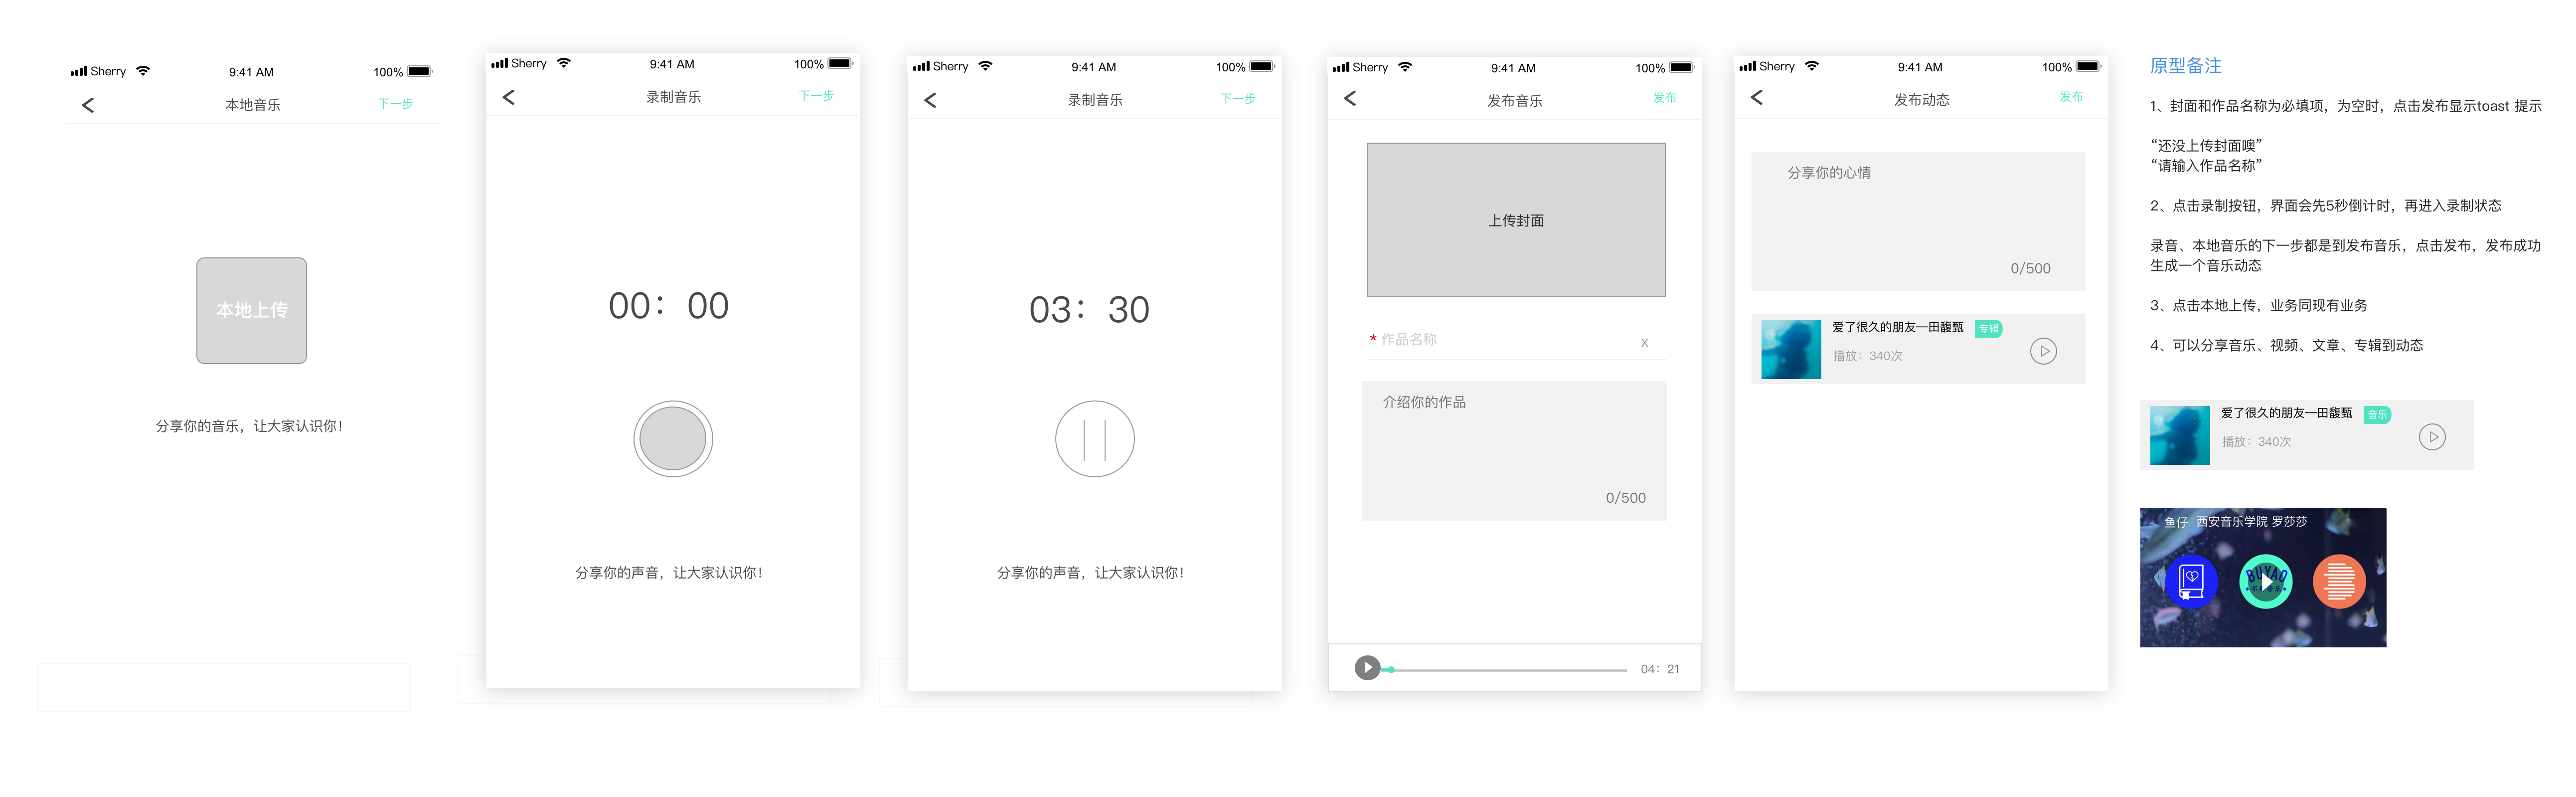 Sherry
9:41 AM
100%
本地音乐
下一步
本地上传
分享你的音乐，让大家认识你！
Sherry
9:41 AM
100%
录制音乐
下一步
00：00
分享你的声音，让大家认识你！
Sherry
9:41 AM
100%
录制音乐
下一步
03：30
分享你的声音，让大家认识你！
Sherry
9:41 AM
100%
发布音乐
发布
上传封面
* 作品名称
x
介绍你的作品
0/500
04：21
Sherry
9:41 AM
100%
发布动态
发布
分享你的心情
0/500
爱了很久的朋友—田馥甄
专辑
播放：340次
原型备注
1、封面和作品名称为必填项，为空时，点击发布显示toast 提示
“还没上传封面噢”
“请输入作品名称”
2、点击录制按钮，界面会先5秒倒计时，再进入录制状态
录音、本地音乐的下一步都是到发布音乐，点击发布，发布成功
生成一个音乐动态
3、点击本地上传，业务同现有业务
4、可以分享音乐、视频、文章、专辑到动态
爱了很久的朋友—田馥甄
音乐
播放：340次
鱼仔 西安音乐学院 罗莎莎
BUYAO